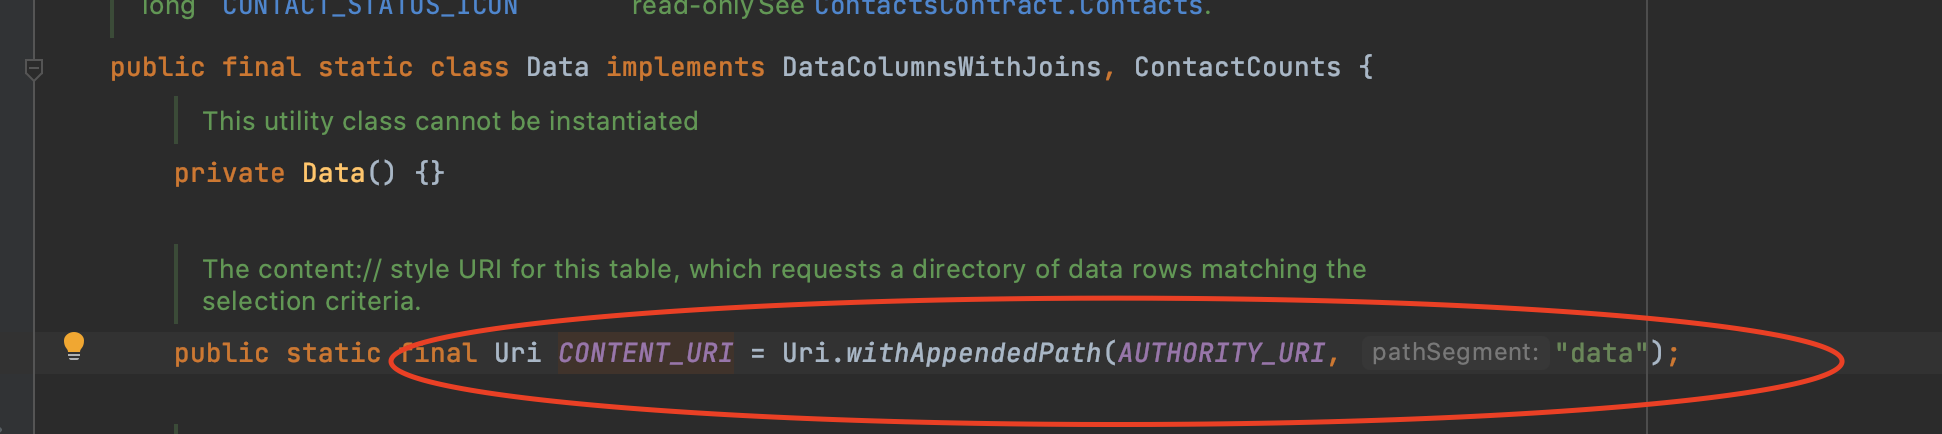 long CONTACT_STATUS_ICON read-only See ContactsContract.Contacts.
public final static class Data implements DataColumnsWithJoins, ContactCounts {
This utility class cannot be instantiated
private Data() {}
The content:// style URI for this table, which requests a directory of data rows matching the
selection criteria.
public static final Uri CONTENT_URI = Uri.withAppendedPath(AUTHORITY_URI, pathSegment: "data");